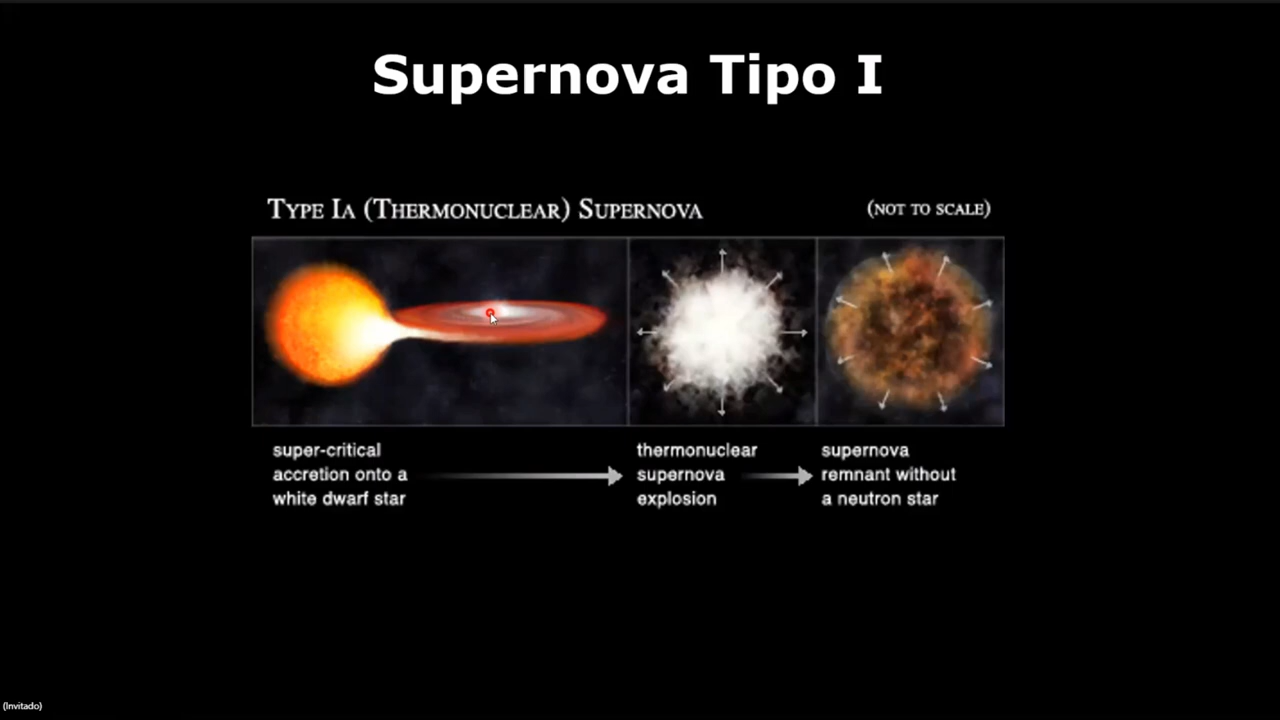 Supernova Tipo I
Type Ia (Thermonuclear) Supernova
(not to scale)
super-critical
accretion onto a
white dwarf star
thermonuclear
supernova
explosion
supernova
remnant without
a neutron star
(Invitado)